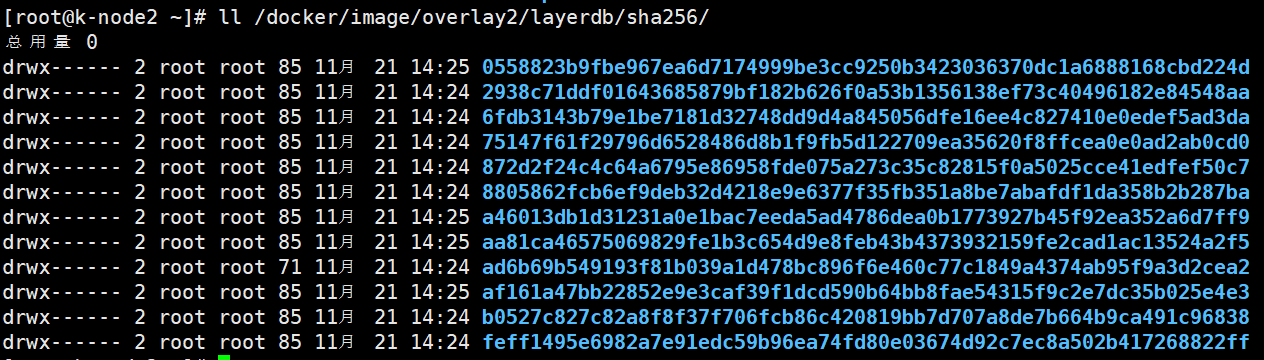 [root@k-node2 ~]# ll /docker/image/overlay2/layerdb/sha256/
总用量 0
drwx------ 2 root root 85 11月  21 14:25 0558823b9fbe967ea6d7174999be3cc9250b3423036370dc1a6888168cbd224d
drwx------ 2 root root 85 11月  21 14:24 2938c71ddf01643685879bf182b626f0a53b1356138ef73c40496182e84548aa
drwx------ 2 root root 85 11月  21 14:24 6fdb3143b79e1be7181d32748dd9d4a845056dfe16ee4c827410e0edef5ad3da
drwx------ 2 root root 85 11月  21 14:24 75147f61f29796d6528486d8b1f9fb5d122709ea35620f8ffcea0e0ad2ab0cd0
drwx------ 2 root root 85 11月  21 14:24 872d2f24c4c64a6795e86958fde075a273c35c82815f0a5025cce41edfef50c7
drwx------ 2 root root 85 11月  21 14:24 8805862fcb6ef9deb32d4218e9e6377f35fb351a8be7abafdf1da358b2b287ba
drwx------ 2 root root 85 11月  21 14:25 a46013db1d31231a0e1bac7eeda5ad4786dea0b1773927b45f92ea352a6d7ff9
drwx------ 2 root root 85 11月  21 14:24 aa81ca46575069829fe1b3c654d9e8feb43b4373932159fe2cad1ac13524a2f5
drwx------ 2 root root 71 11月  21 14:24 ad6b69b549193f81b039a1d478bc896f6e460c77c1849a4374ab95f9a3d2cea2
drwx------ 2 root root 85 11月  21 14:25 af161a47bb22852e9e3caf39f1dcd590b64bb8fae54315f9c2e7dc35b025e4e3
drwx------ 2 root root 85 11月  21 14:24 b0527c827c82a8f8f37f706fcb86c420819bb7d707a8de7b664b9ca491c96838
drwx------ 2 root root 85 11月  21 14:24 feff1495e6982a7e91edc59b96ea74fd80e03674d92c7ec8a502b417268822ff